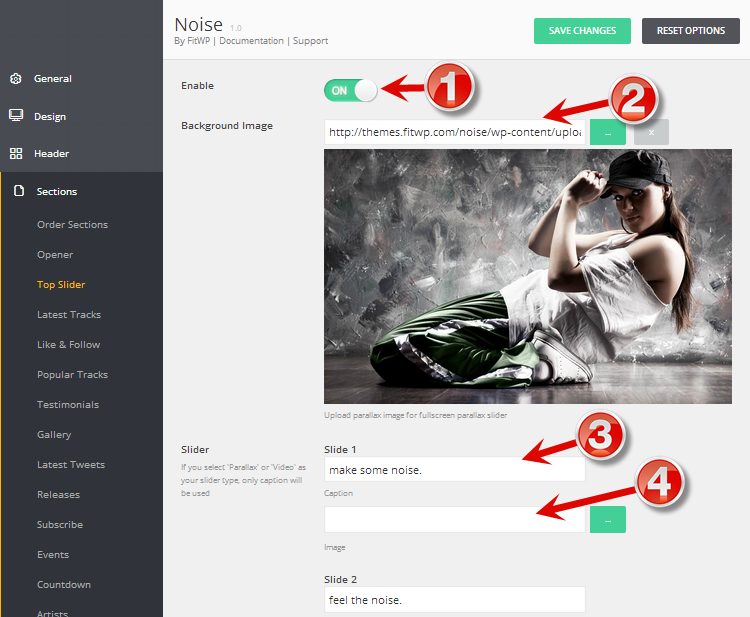 Noise 1.0
By FitWP | Documentation | Support
SAVE CHANGES
RESET OPTIONS
General
Design
Header
Sections
Order Sections
Opener
Top Slider
Latest Tracks
Like & Follow
Popular Tracks
Testimonials
Gallery
Latest Tweets
Releases
Subscribe
Events
Countdown
Artists
Enable
ON
1
Background Image
http://themes.fitwp.com/noise/wp-content/uploa
...
x
2
Upload parallax image for fullscreen parallax slider
Slider
If you select 'Parallax' or 'Video' as
your slider type, only caption will
be used
Slide 1
make some noise.
3
Caption
...
4
Image
Slide 2
feel the noise.